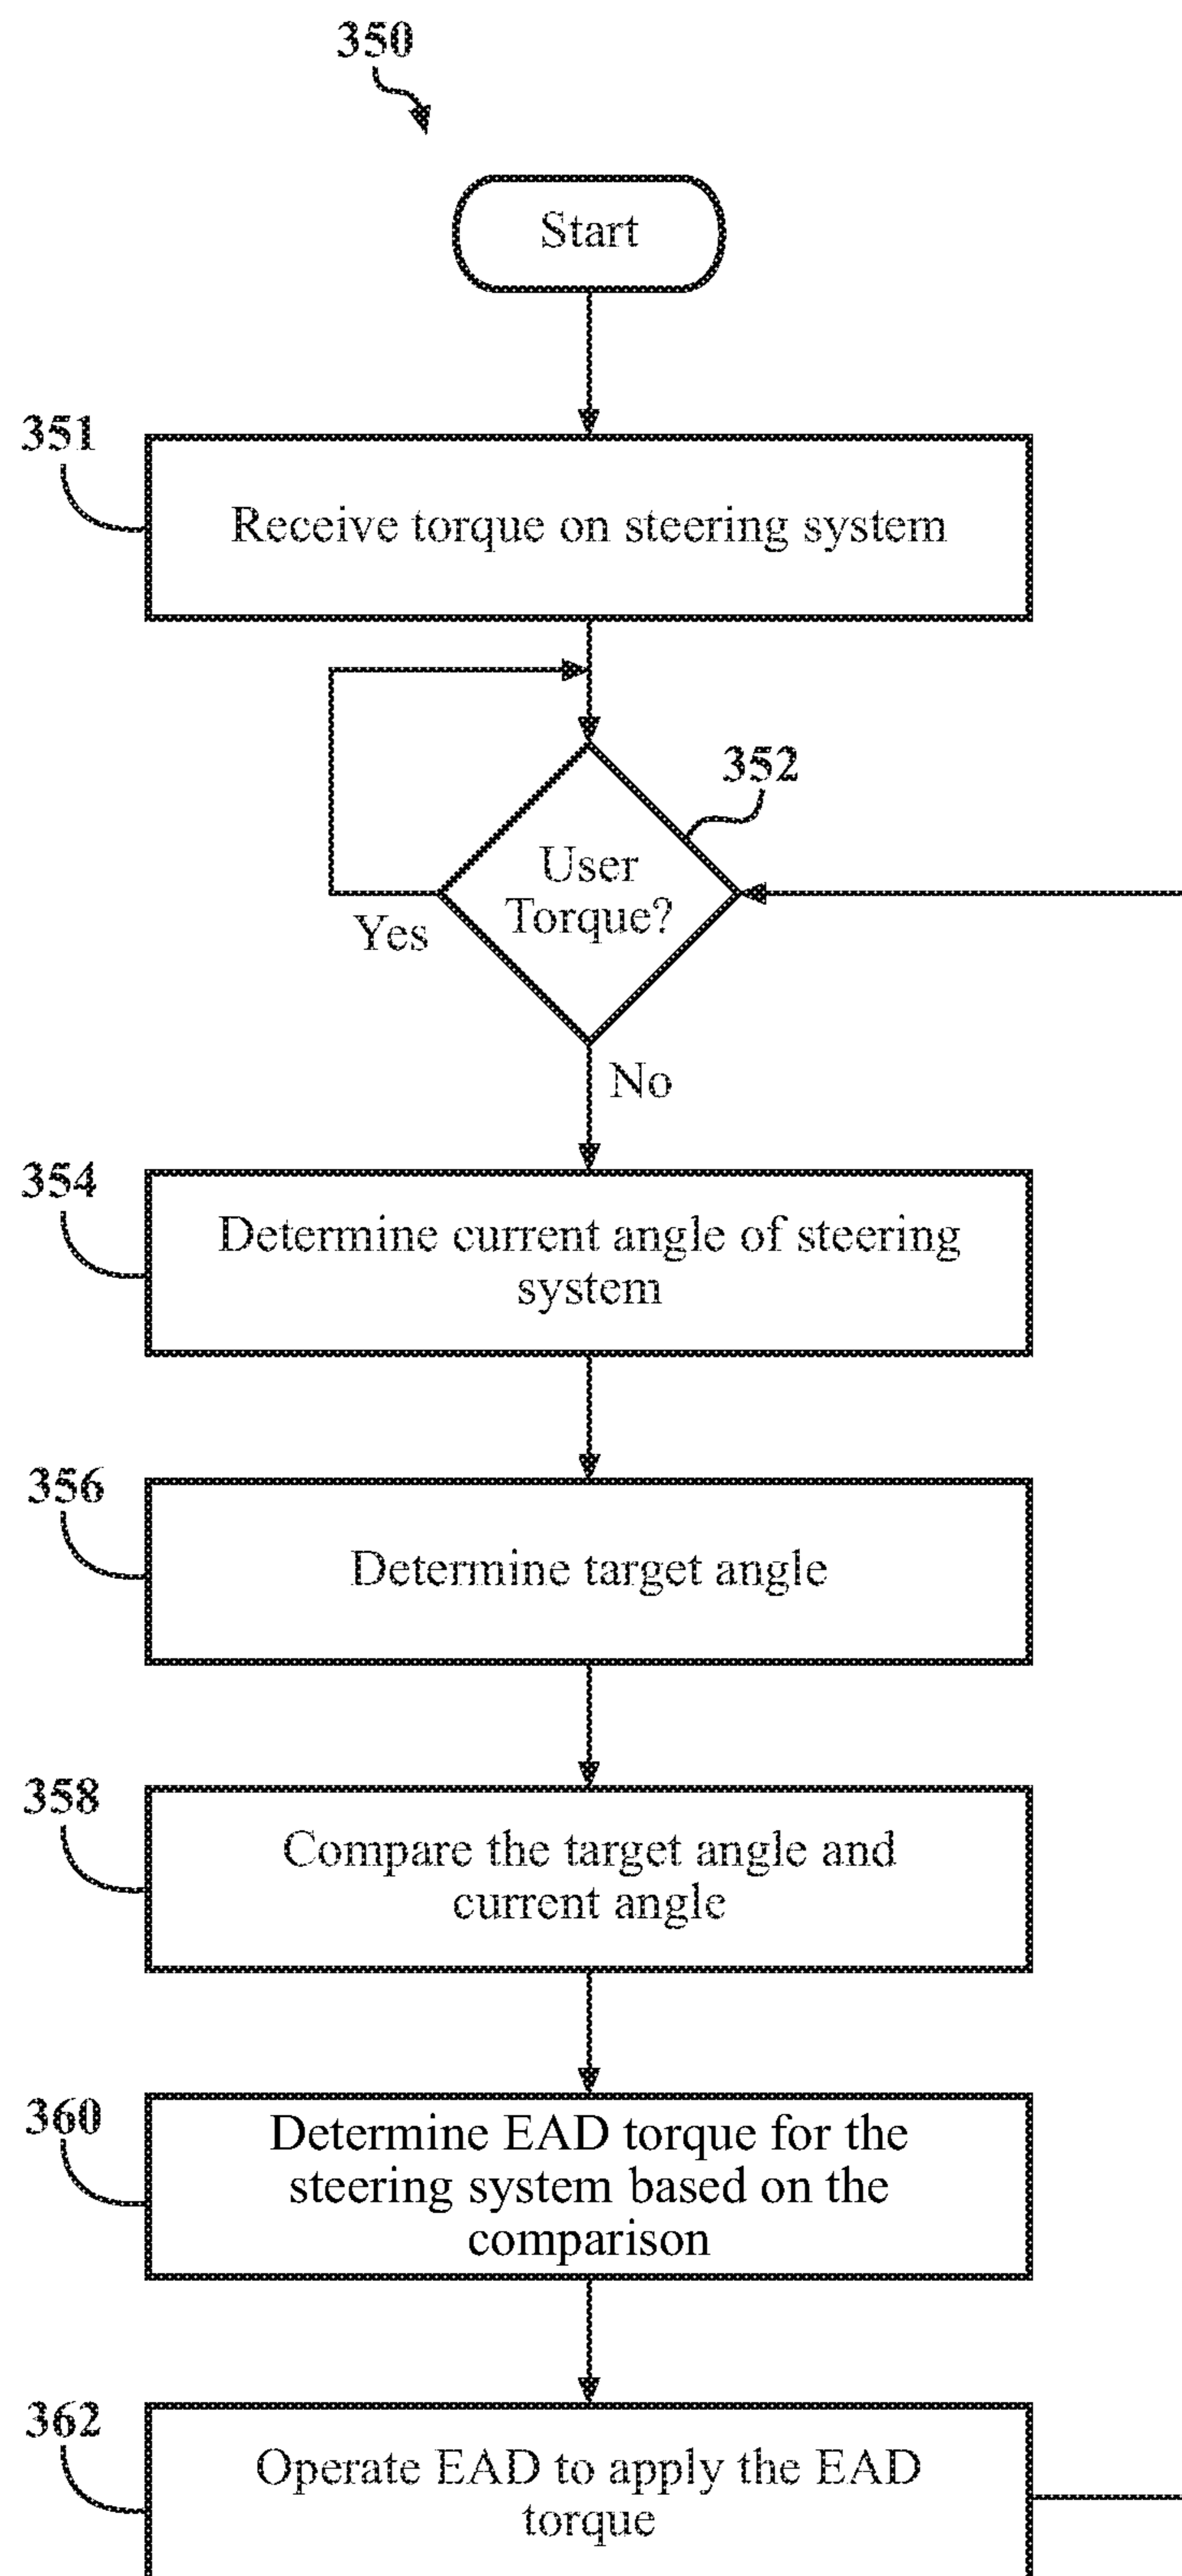 350
Start
351
Receive torque on steering system
352
User
Torque?
Yes
No
354
Determine current angle of steering
system
356
Determine target angle
358
Compare the target angle and
current angle
360
Determine EAD torque for the
steering system based on the
comparison
362
Operate EAD to apply the EAD
torque